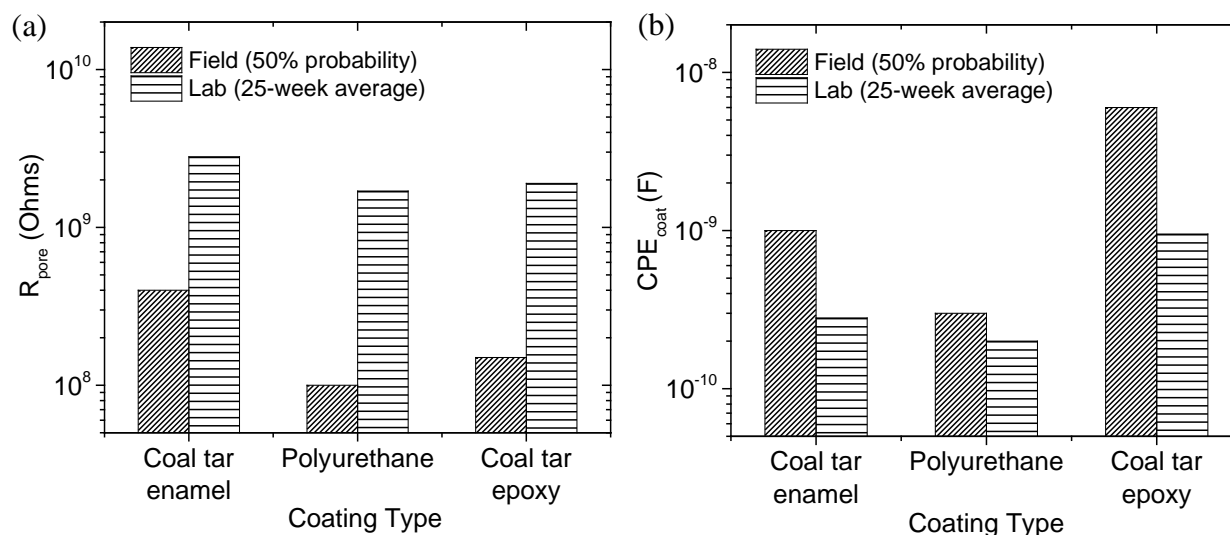 (a)
Field (50% probability)
Lab (25-week average)
10^10
10^9
10^8
R_pore (Ohms)
Coal tar enamel
Polyurethane
Coal tar epoxy
Coating Type
(b)
Field (50% probability)
Lab (25-week average)
10^-8
10^-9
10^-10
CPE_coat (F)
Coal tar enamel
Polyurethane
Coal tar epoxy
Coating Type